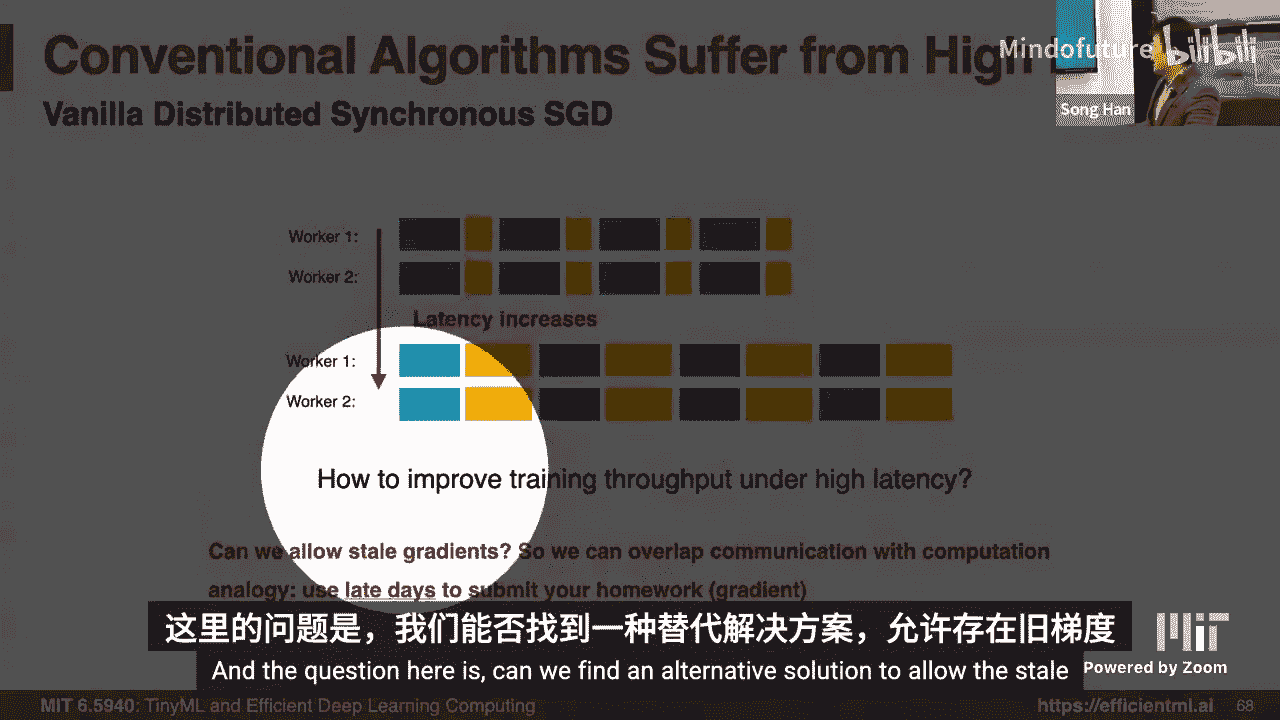 Conventional Algorithms Suffer from High
Mindofuture
bilibili
Song Han
Vanilla Distributed Synchronous SGD
Worker 1:
Worker 2:
Latency increases
Worker 1:
Worker 2:
How to improve training throughput under high latency?
Can we allow stale gradients? So we can overlap communication with computation
analogy: use late days to submit your homework (gradient)
这里的问题是，我们能否找到一种替代解决方案，允许存在旧梯度
And the question here is, can we find an alternative solution to allow the stale
MIT
Powered by Zoom
MIT 6.5940: TinyML and Efficient Deep Learning Computing
https://efficientml.ai
68